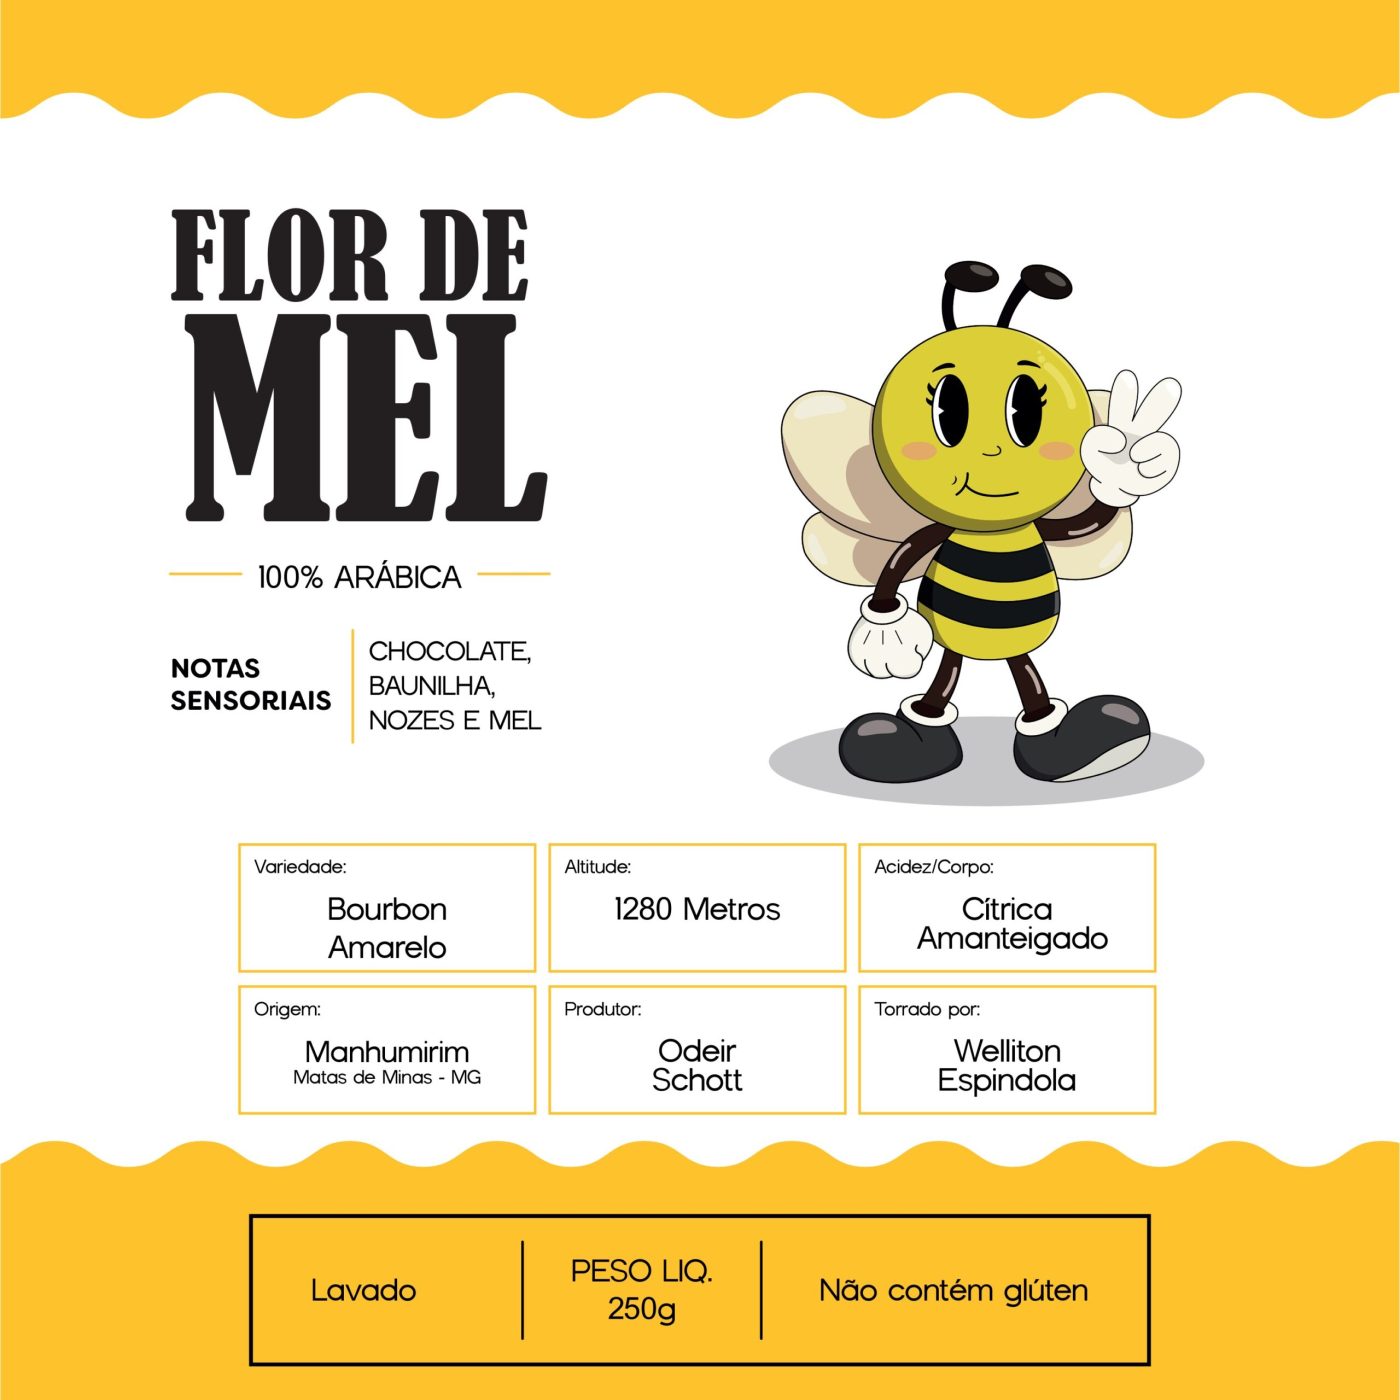 FLOR DE
MEL
100% ARÁBICA
NOTAS
SENSORIAIS
CHOCOLATE,
BAUNILHA,
NOZES E MEL
Variedade:
Bourbon
Amarelo
Altitude:
1280 Metros
Acidez/Corpo:
Cítrica
Amanteigado
Origem:
Manhumirim
Matas de Minas - MG
Produtor:
Odeir
Schott
Torrado por:
Welliton
Espindola
Lavado
PESO LIQ.
250g
Não contém glúten